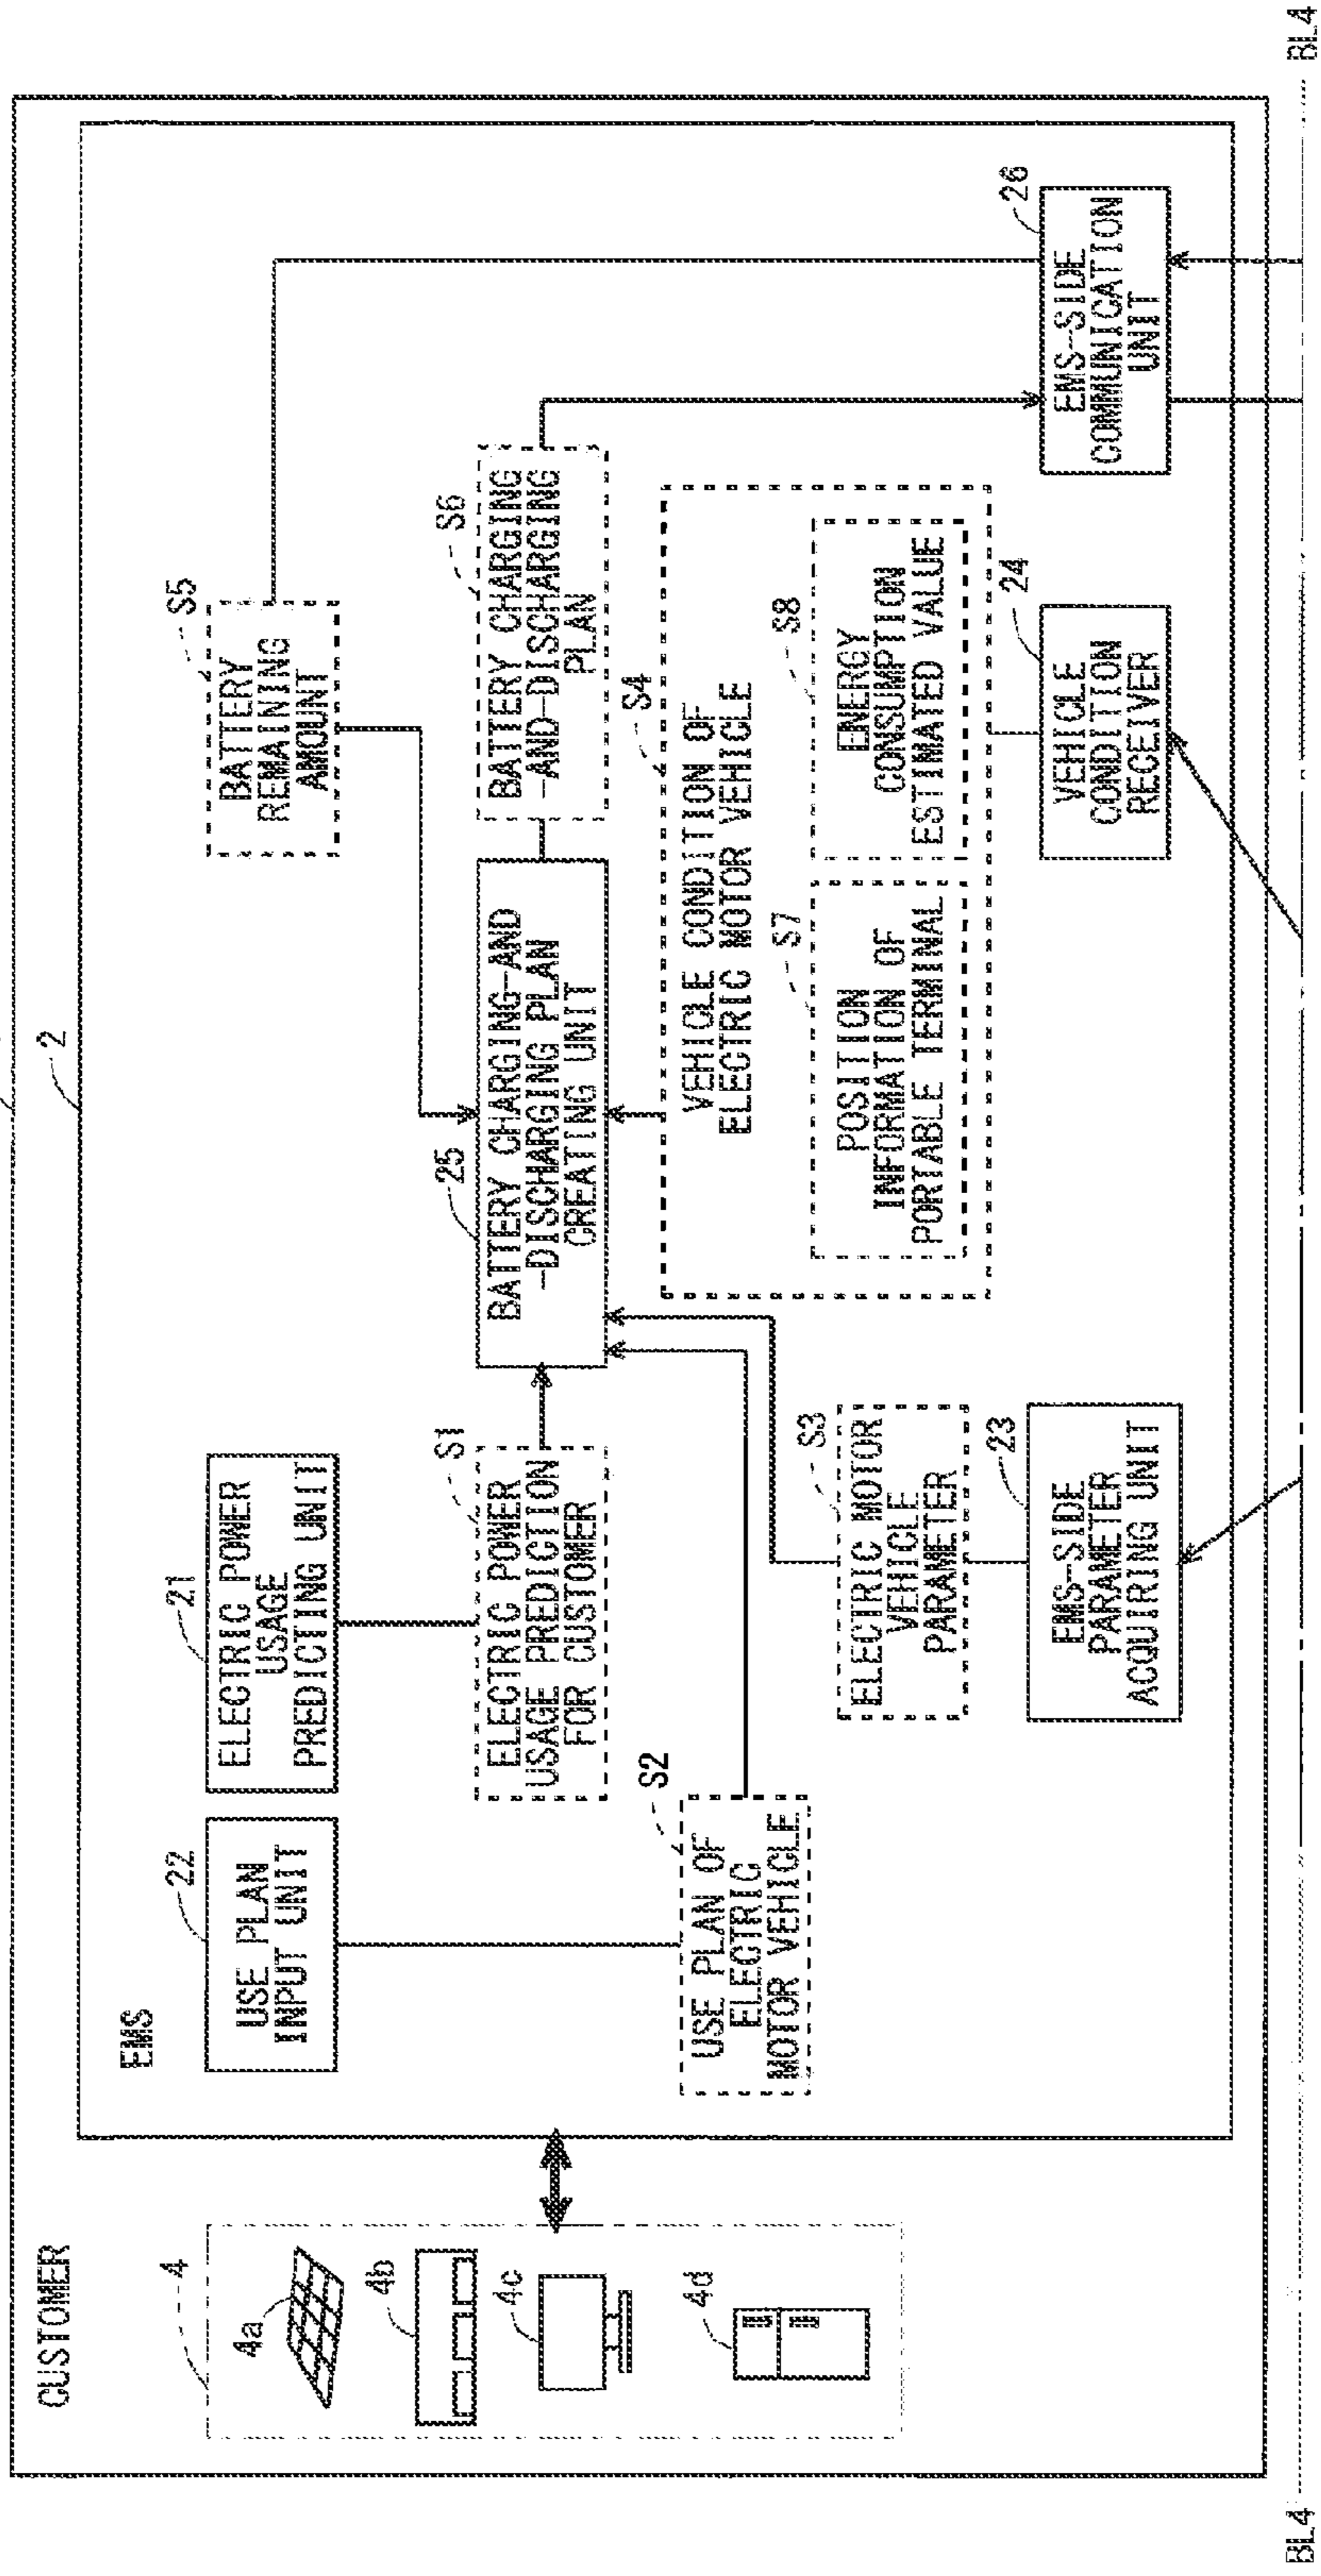 CUSTOMER
2
EMS
4
4a
4b
4c
4d
22
USE PLAN
INPUT UNIT
21
ELECTRIC POWER
USAGE
PREDICTING UNIT
S5
BATTERY
REMAINING
AMOUNT
S1
ELECTRIC POWER
USAGE PREDICTION
FOR CUSTOMER
25
BATTERY CHARGING-AND
-DISCHARGING PLAN
CREATING UNIT
S6
BATTERY CHARGING
-AND-DISCHARGING
PLAN
S2
USE PLAN OF
ELECTRIC
MOTOR VEHICLE
S4
VEHICLE CONDITION OF
ELECTRIC MOTOR VEHICLE
S7
POSITION
INFORMATION OF
PORTABLE TERMINAL
S8
ENERGY
CONSUMPTION
ESTIMATED VALUE
S3
ELECTRIC MOTOR
VEHICLE
PARAMETER
23
EMS-SIDE
PARAMETER
ACQUIRING UNIT
24
VEHICLE
CONDITION
RECEIVER
26
EMS-SIDE
COMMUNICATION
UNIT
BL4
BL4